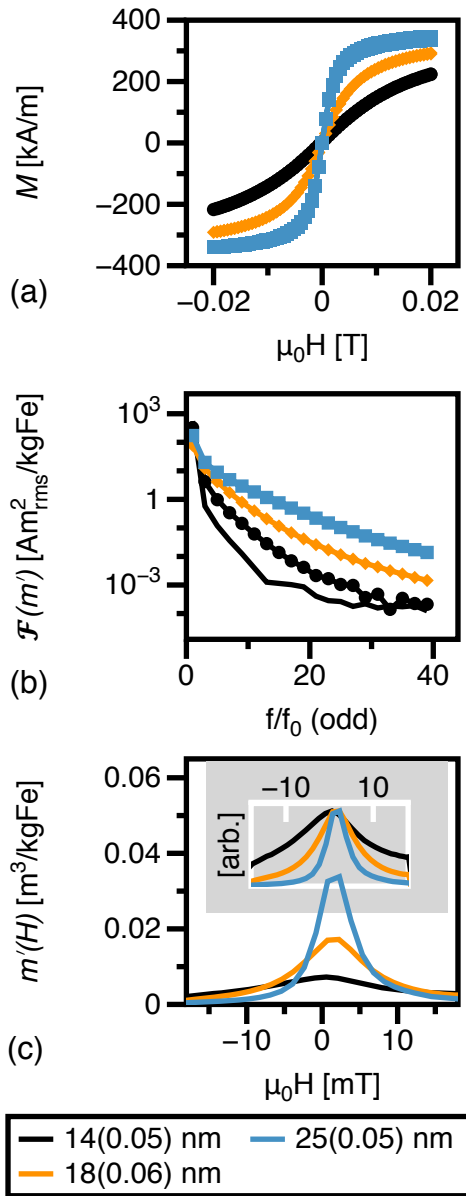 400
200
0
−200
−400
M [kA/m]
−0.02 0 0.02
μ₀H [T]
(a)
10³
1
10⁻³
𝓕(m′) [Am²rms/kgFe]
0 20 40
f/f₀ (odd)
(b)
0.06
0.04
0.02
0
m′(H) [m³/kgFe]
−10 10
[arb.]
−10 0 10
μ₀H [mT]
(c)
14(0.05) nm 25(0.05) nm
18(0.06) nm